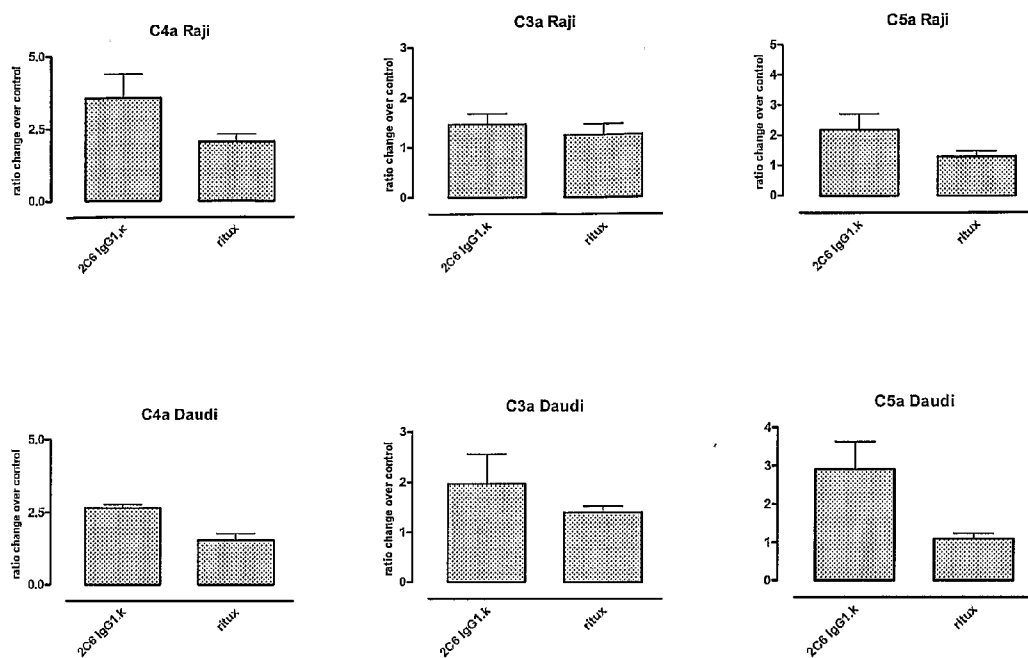 C4a Raji
ratio change over control
5.0
2.5
0.0
2C6 IgG1,κ
ritux
C3a Raji
ratio change over control
3
2
1
0
2C6 IgG1.k
ritux
C5a Raji
ratio change over control
5
4
3
2
1
0
2C6 IgG1.k
ritux
C4a Daudi
ratio change over control
5.0
2.5
0.0
2C6 IgG1.k
ritux
C3a Daudi
ratio change over control
3
2
1
0
2C6 IgG1.k
ritux
C5a Daudi
ratio change over control
4
3
2
1
0
2C6 IgG1.k
ritux